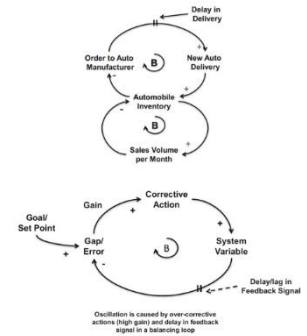 Delay in
Delivery
Order to Auto
Manufacturer
B
New Auto
Delivery
+
-
+
Automobile
Inventory
-
B
+
Sales Volume
per Month
Corrective
Action
Gain
+
+
Goal/
Set Point
+
Gap/
Error
B
System
Variable
-
Delay/lag in
Feedback Signal
Oscillation is caused by over-corrective
actions (high gain) and delay in feedback
signal in a balancing loop